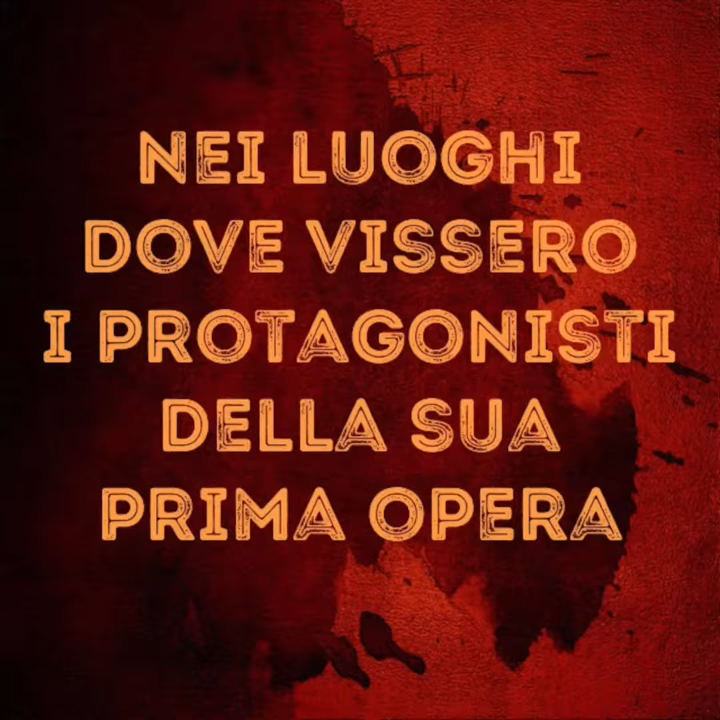 NEI LUOGHI
DOVE VISSERO
I PROTAGONISTI
DELLA SUA
PRIMA OPERA